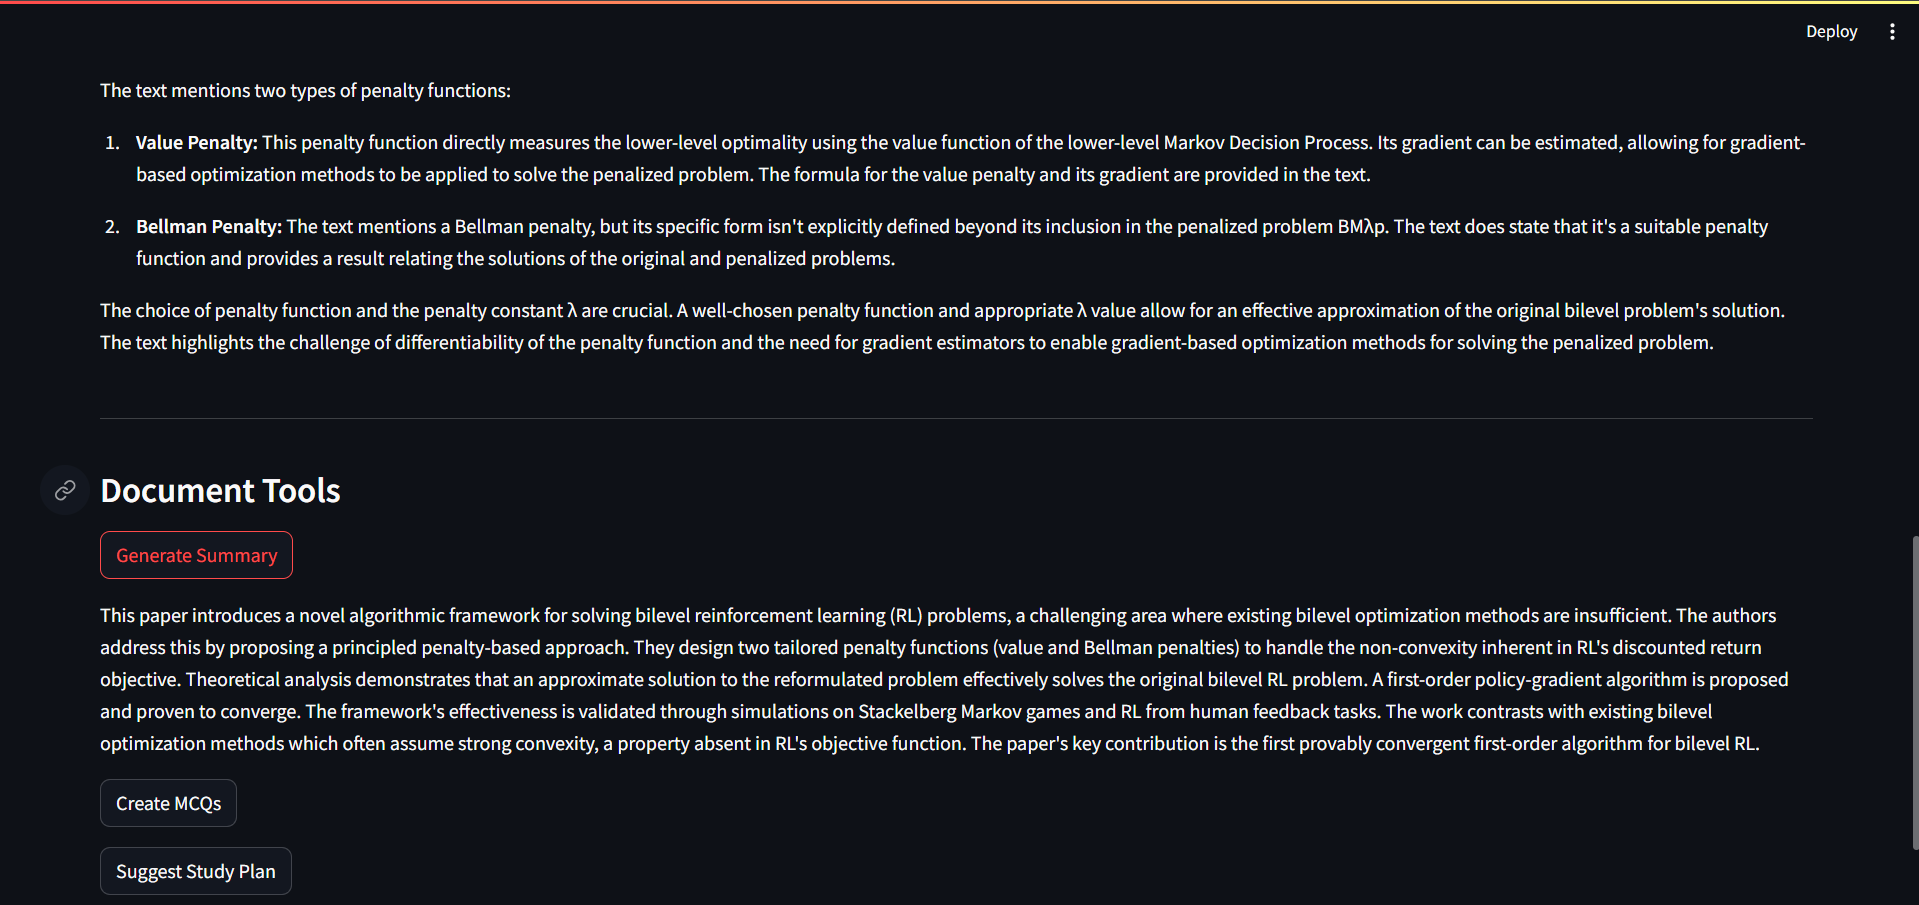 Deploy
The text mentions two types of penalty functions:
1. Value Penalty: This penalty function directly measures the lower-level optimality using the value function of the lower-level Markov Decision Process. Its gradient can be estimated, allowing for gradient-
based optimization methods to be applied to solve the penalized problem. The formula for the value penalty and its gradient are provided in the text.
2. Bellman Penalty: The text mentions a Bellman penalty, but its specific form isn't explicitly defined beyond its inclusion in the penalized problem BMλp. The text does state that it's a suitable penalty
function and provides a result relating the solutions of the original and penalized problems.
The choice of penalty function and the penalty constant λ are crucial. A well-chosen penalty function and appropriate λ value allow for an effective approximation of the original bilevel problem's solution.
The text highlights the challenge of differentiability of the penalty function and the need for gradient estimators to enable gradient-based optimization methods for solving the penalized problem.
Document Tools
Generate Summary
This paper introduces a novel algorithmic framework for solving bilevel reinforcement learning (RL) problems, a challenging area where existing bilevel optimization methods are insufficient. The authors
address this by proposing a principled penalty-based approach. They design two tailored penalty functions (value and Bellman penalties) to handle the non-convexity inherent in RL's discounted return
objective. Theoretical analysis demonstrates that an approximate solution to the reformulated problem effectively solves the original bilevel RL problem. A first-order policy-gradient algorithm is proposed
and proven to converge. The framework's effectiveness is validated through simulations on Stackelberg Markov games and RL from human feedback tasks. The work contrasts with existing bilevel
optimization methods which often assume strong convexity, a property absent in RL's objective function. The paper's key contribution is the first provably convergent first-order algorithm for bilevel RL.
Create MCQs
Suggest Study Plan